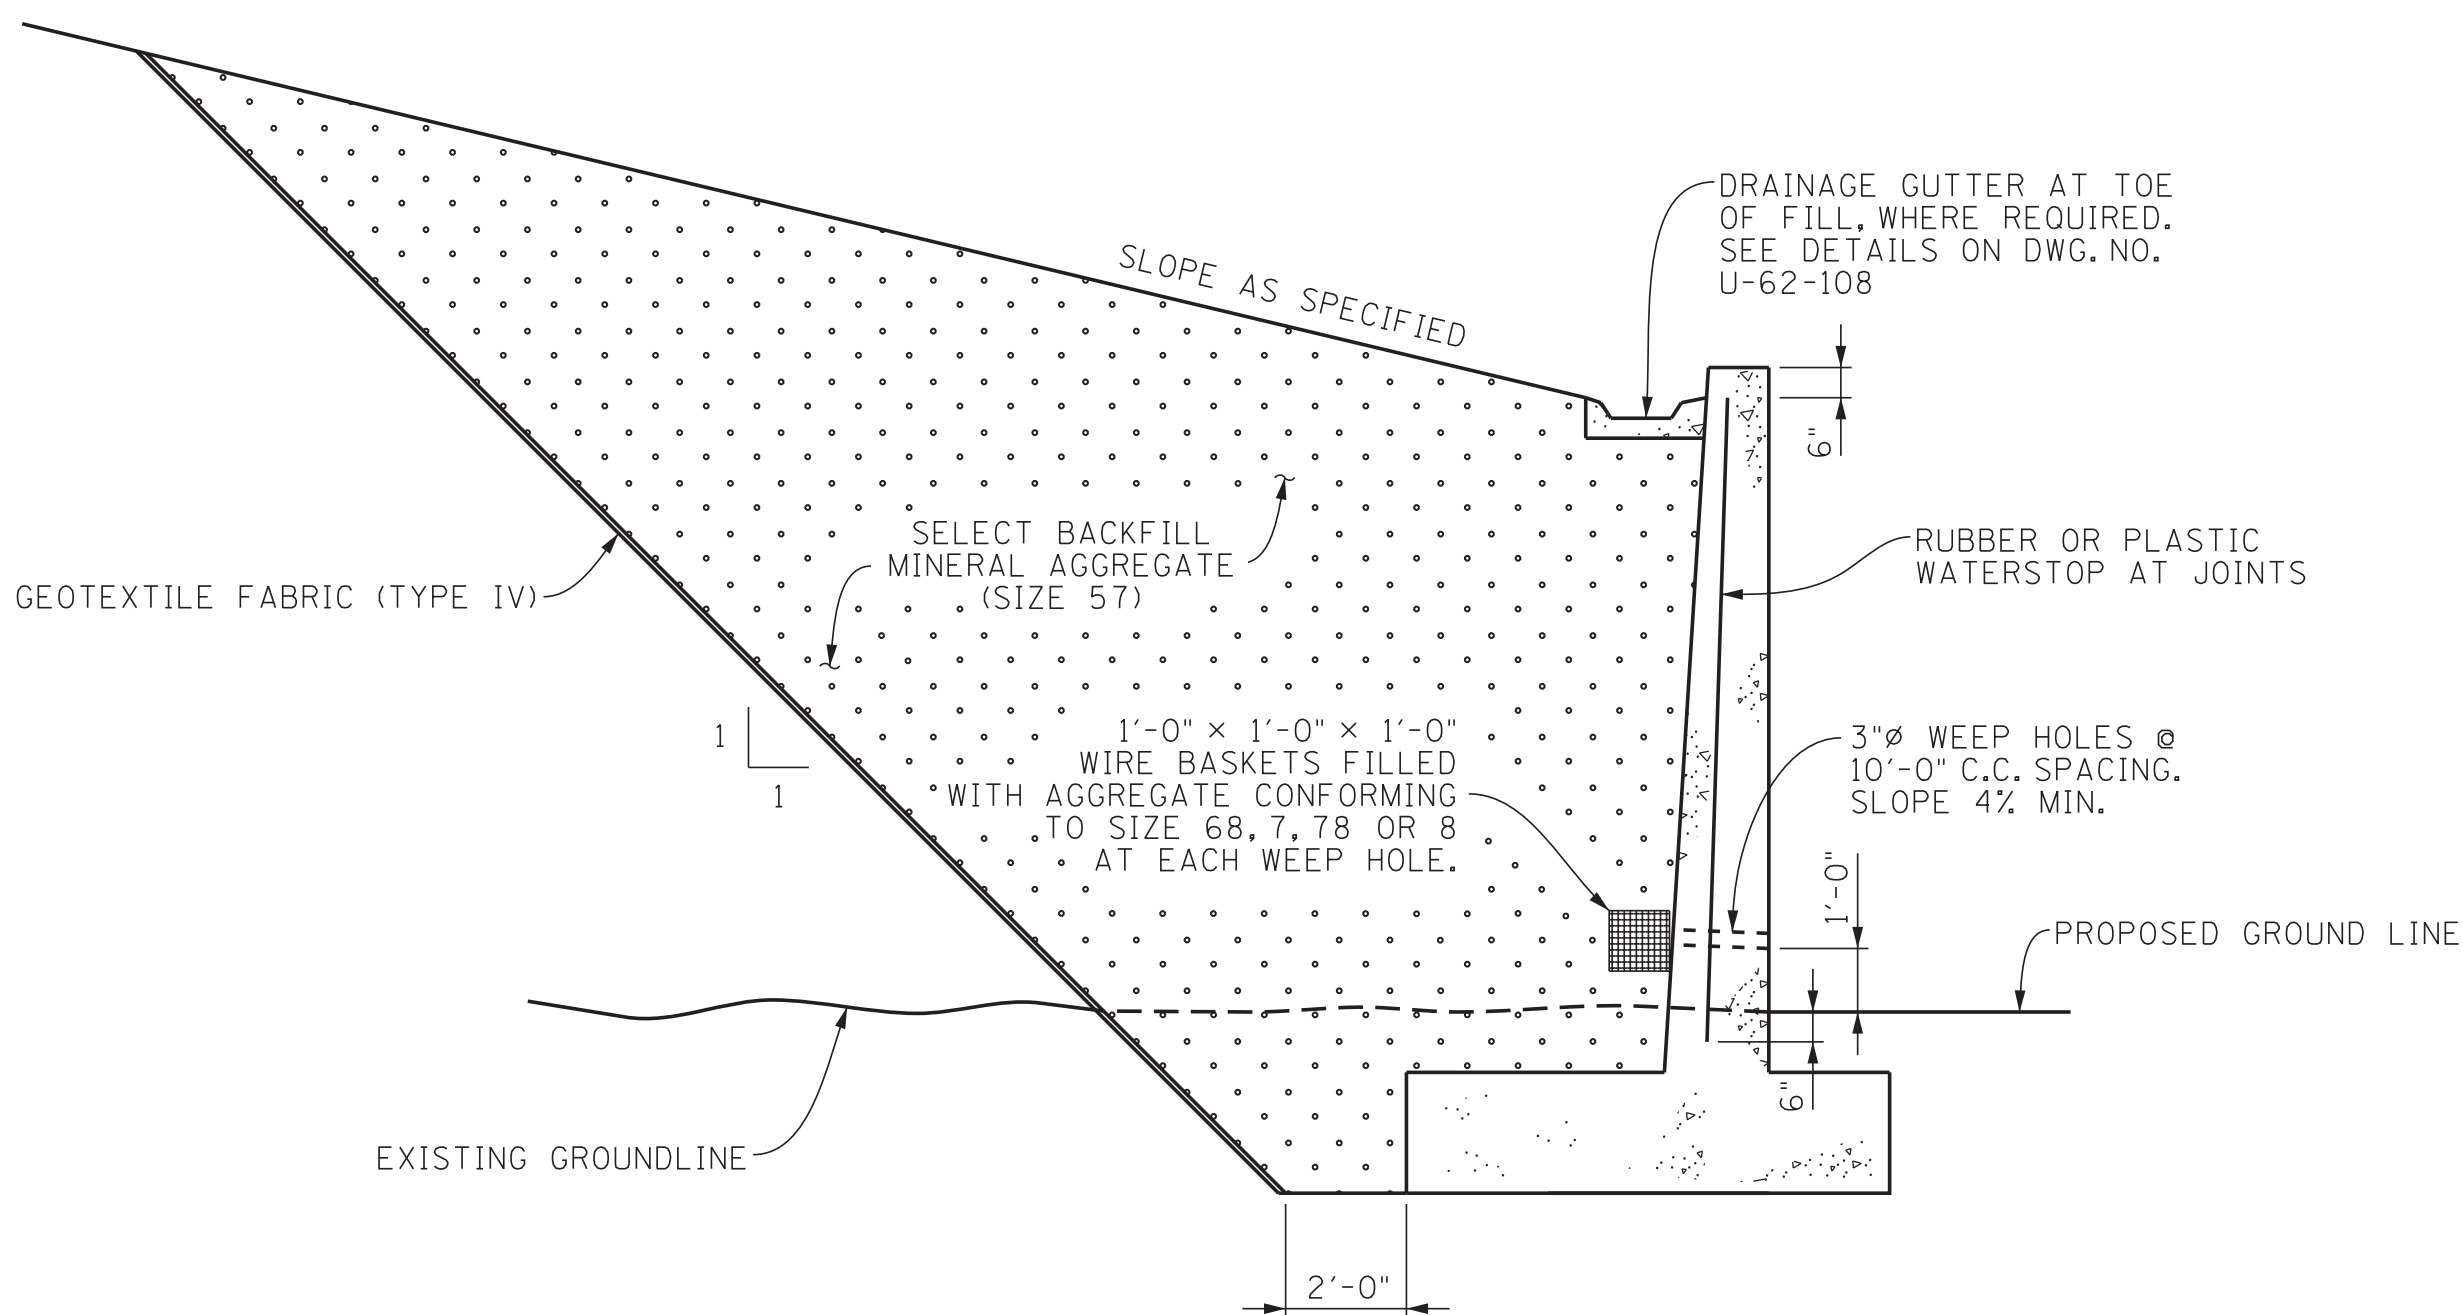 DRAINAGE GUTTER AT TOE
OF FILL, WHERE REQUIRED.
SEE DETAILS ON DWG. NO.
U-62-108
SLOPE AS SPECIFIED
6"
SELECT BACKFILL
MINERAL AGGREGATE
(SIZE 57)
RUBBER OR PLASTIC
WATERSTOP AT JOINTS
GEOTEXTILE FABRIC (TYPE IV)
1
1
1'-0" × 1'-0" × 1'-0"
WIRE BASKETS FILLED
WITH AGGREGATE CONFORMING
TO SIZE 68, 7, 78 OR 8
AT EACH WEEP HOLE.
3"Ø WEEP HOLES @
10'-0" C.C. SPACING.
SLOPE 4% MIN.
1'-0"
PROPOSED GROUND LINE
6"
EXISTING GROUNDLINE
2'-0"